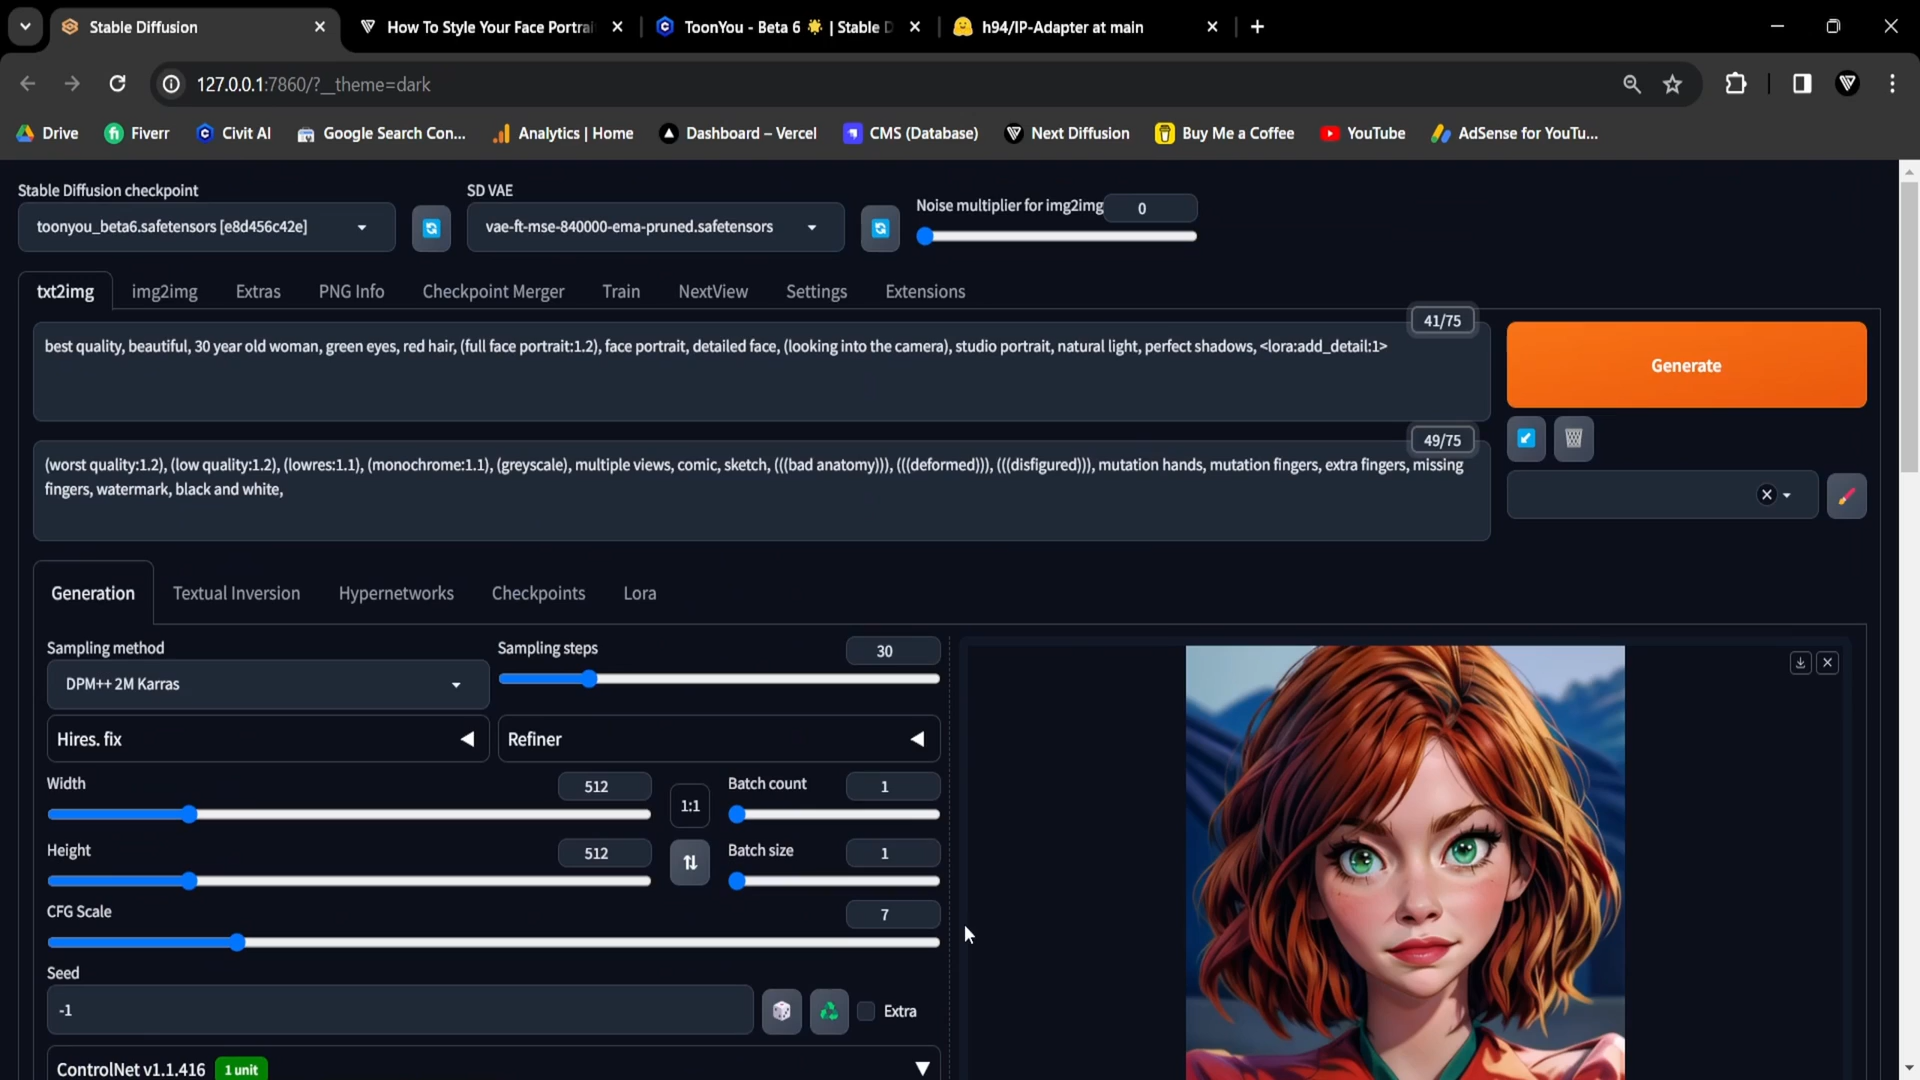 Stable Diffusion
How To Style Your Face Portrai
ToonYou - Beta 6 🌟 | Stable D
h94/IP-Adapter at main
127.0.0.1:7860/?__theme=dark
Drive
Fiverr
Civit AI
Google Search Con...
Analytics | Home
Dashboard – Vercel
CMS (Database)
Next Diffusion
Buy Me a Coffee
YouTube
AdSense for YouTu...
Stable Diffusion checkpoint
toonyou_beta6.safetensors [e8d456c42e]
SD VAE
vae-ft-mse-840000-ema-pruned.safetensors
Noise multiplier for img2img
0
txt2img
img2img
Extras
PNG Info
Checkpoint Merger
Train
NextView
Settings
Extensions
41/75
best quality, beautiful, 30 year old woman, green eyes, red hair, (full face portrait:1.2), face portrait, detailed face, (looking into the camera), studio portrait, natural light, perfect shadows, <lora:add_detail:1>
Generate
49/75
(worst quality:1.2), (low quality:1.2), (lowres:1.1), (monochrome:1.1), (greyscale), multiple views, comic, sketch, (((bad anatomy))), (((deformed))), (((disfigured))), mutation hands, mutation fingers, extra fingers, missing
fingers, watermark, black and white,
Generation
Textual Inversion
Hypernetworks
Checkpoints
Lora
Sampling method
DPM++ 2M Karras
Sampling steps
30
Hires. fix
Refiner
Width
512
1:1
Batch count
1
Height
512
Batch size
1
CFG Scale
7
Seed
-1
Extra
ControlNet v1.1.416
1 unit